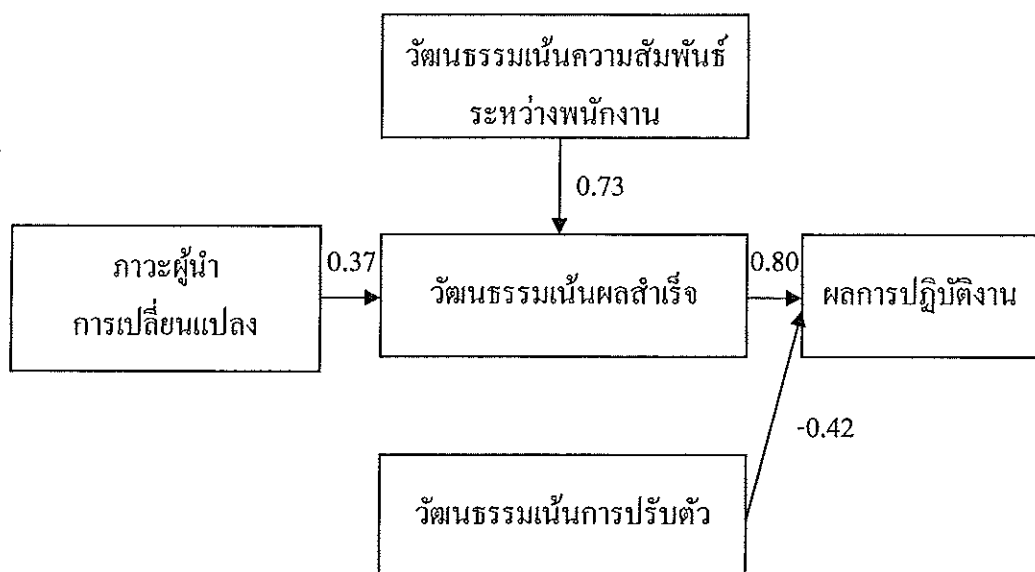 วัฒนธรรมเน้นความสัมพันธ์
ระหว่างพนักงาน
0.73
ภาวะผู้นำ
การเปลี่ยนแปลง
0.37
วัฒนธรรมเน้นผลสำเร็จ
0.80
ผลการปฏิบัติงาน
-0.42
วัฒนธรรมเน้นการปรับตัว